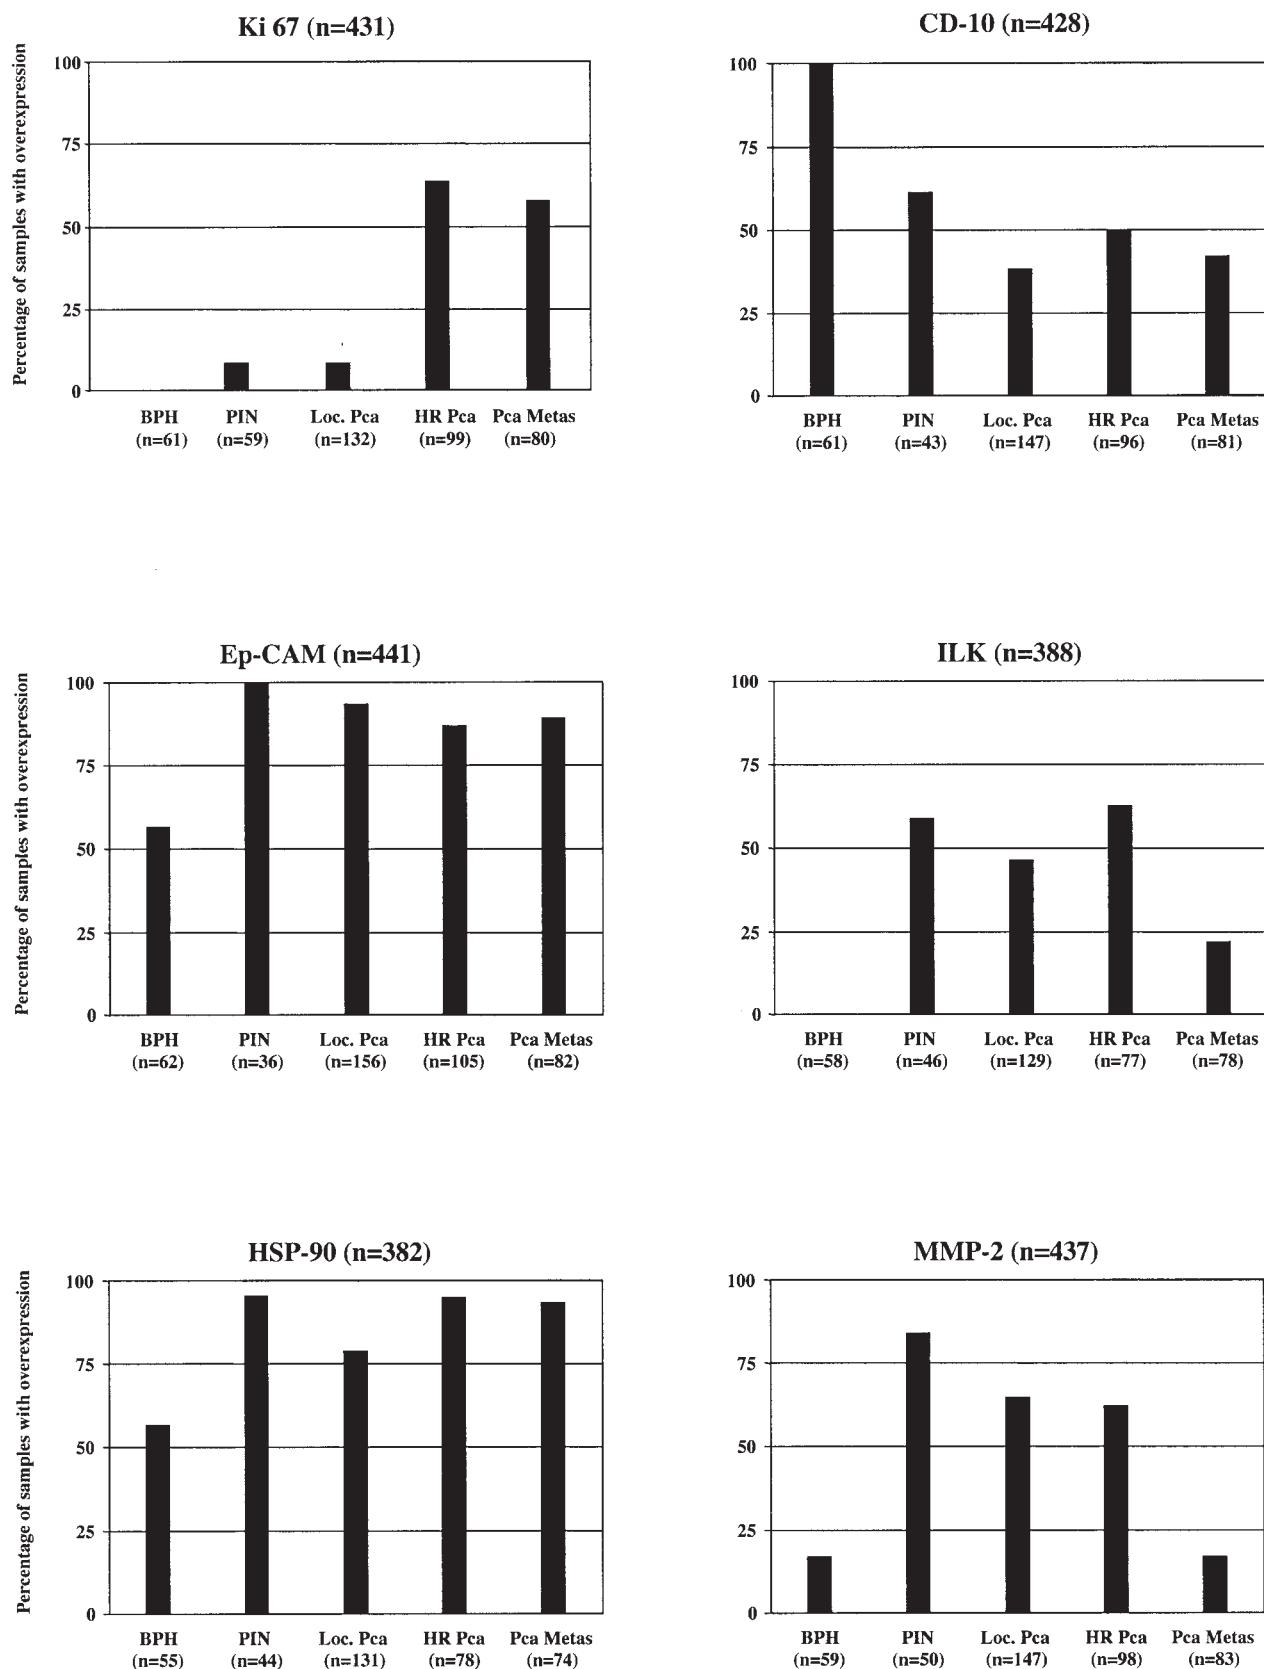 Ki 67 (n=431)
Percentage of samples with overexpression
100
75
50
25
0
BPH PIN Loc. Pca HR Pca Pca Metas
(n=61) (n=59) (n=132) (n=99) (n=80)
CD-10 (n=428)
100
75
50
25
0
BPH PIN Loc. Pca HR Pca Pca Metas
(n=61) (n=43) (n=147) (n=96) (n=81)
Ep-CAM (n=441)
Percentage of samples with overexpression
100
75
50
25
0
BPH PIN Loc. Pca HR Pca Pca Metas
(n=62) (n=36) (n=156) (n=105) (n=82)
ILK (n=388)
100
75
50
25
0
BPH PIN Loc. Pca HR Pca Pca Metas
(n=58) (n=46) (n=129) (n=77) (n=78)
HSP-90 (n=382)
Percentage of samples with overexpression
100
75
50
25
0
BPH PIN Loc. Pca HR Pca Pca Metas
(n=55) (n=44) (n=131) (n=78) (n=74)
MMP-2 (n=437)
100
75
50
25
0
BPH PIN Loc. Pca HR Pca Pca Metas
(n=59) (n=50) (n=147) (n=98) (n=83)